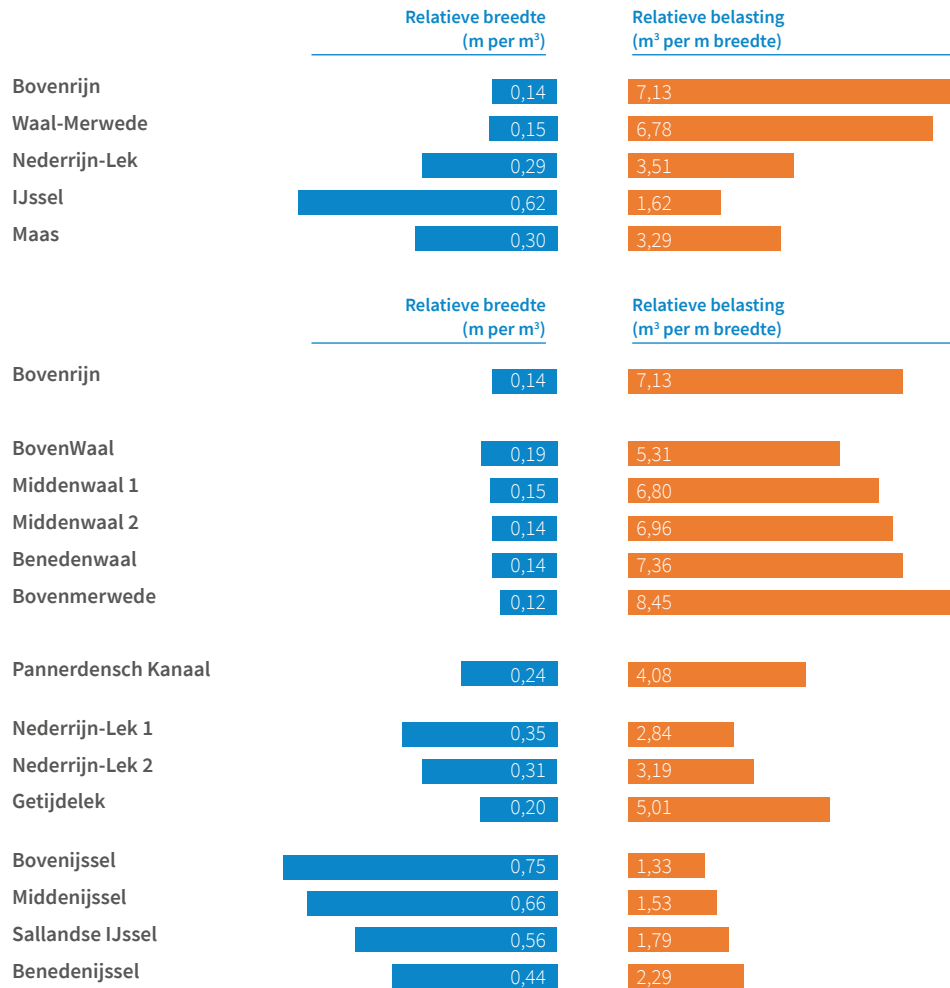 Relatieve breedte Relatieve belasting
(m per m³) (m³ per m breedte)
Bovenrijn 0,14 7,13
Waal-Merwede 0,15 6,78
Nederrijn-Lek 0,29 3,51
IJssel 0,62 1,62
Maas 0,30 3,29
Relatieve breedte Relatieve belasting
(m per m³) (m³ per m breedte)
Bovenrijn 0,14 7,13
BovenWaal 0,19 5,31
Middenwaal 1 0,15 6,80
Middenwaal 2 0,14 6,96
Benedenwaal 0,14 7,36
Bovenmerwede 0,12 8,45
Pannerdensch Kanaal 0,24 4,08
Nederrijn-Lek 1 0,35 2,84
Nederrijn-Lek 2 0,31 3,19
Getijdelek 0,20 5,01
Bovenijssel 0,75 1,33
Middenijssel 0,66 1,53
Sallandse IJssel 0,56 1,79
Benedenijssel 0,44 2,29